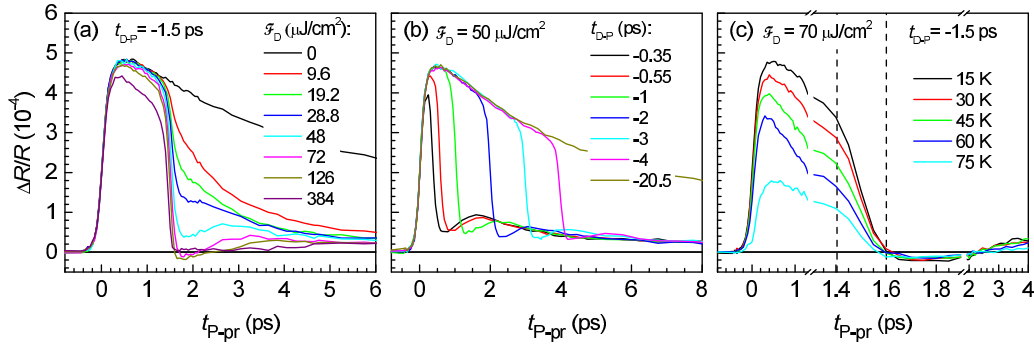 (a) t_D-P = -1.5 ps
ℱ_D (μJ/cm²):
0
9.6
19.2
28.8
48
72
126
384
ΔR/R (10⁻⁴)
5
4
3
2
1
0
0 1 2 3 4 5 6
t_P-pr (ps)
(b) ℱ_D = 50 μJ/cm²
t_D-P (ps):
-0.35
-0.55
-1
-2
-3
-4
-20.5
0 2 4 6 8
t_P-pr (ps)
(c) ℱ_D = 70 μJ/cm² t_D-P = -1.5 ps
15 K
30 K
45 K
60 K
75 K
0 1 1.4 1.6 1.8 2 3 4
t_P-pr (ps)